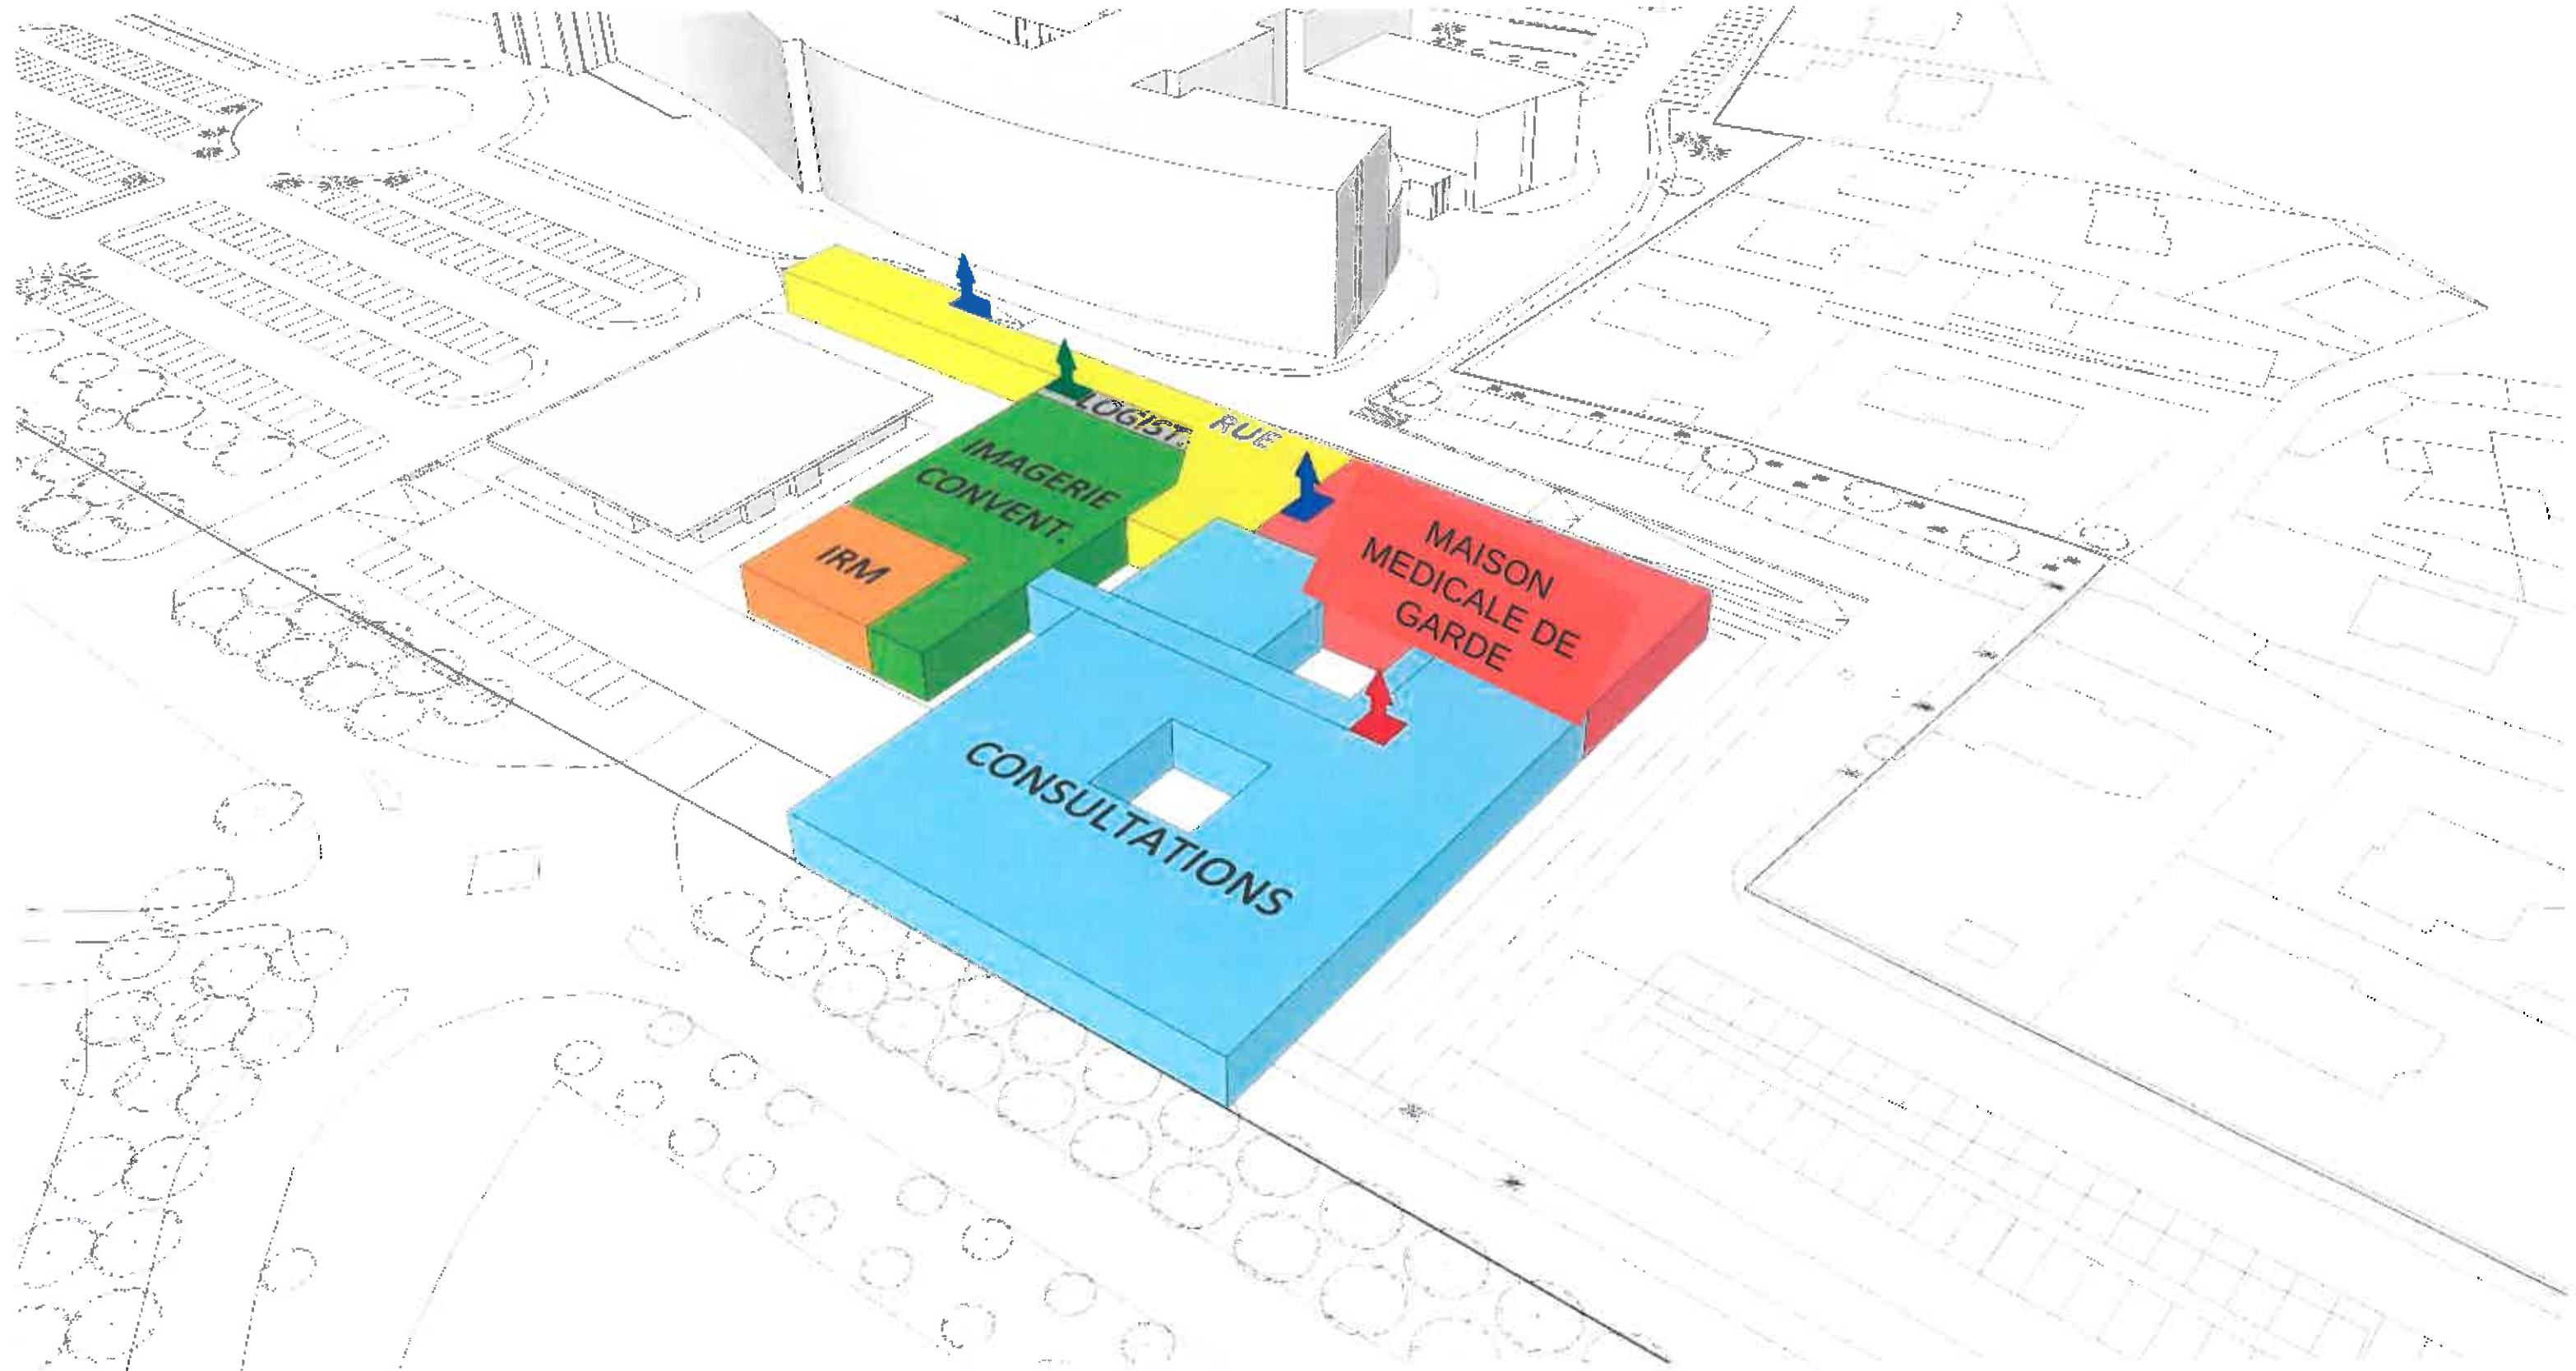 LOGIST.
RUE
IMAGERIE
CONVENT.
IRM
MAISON
MEDICALE DE
GARDE
CONSULTATIONS